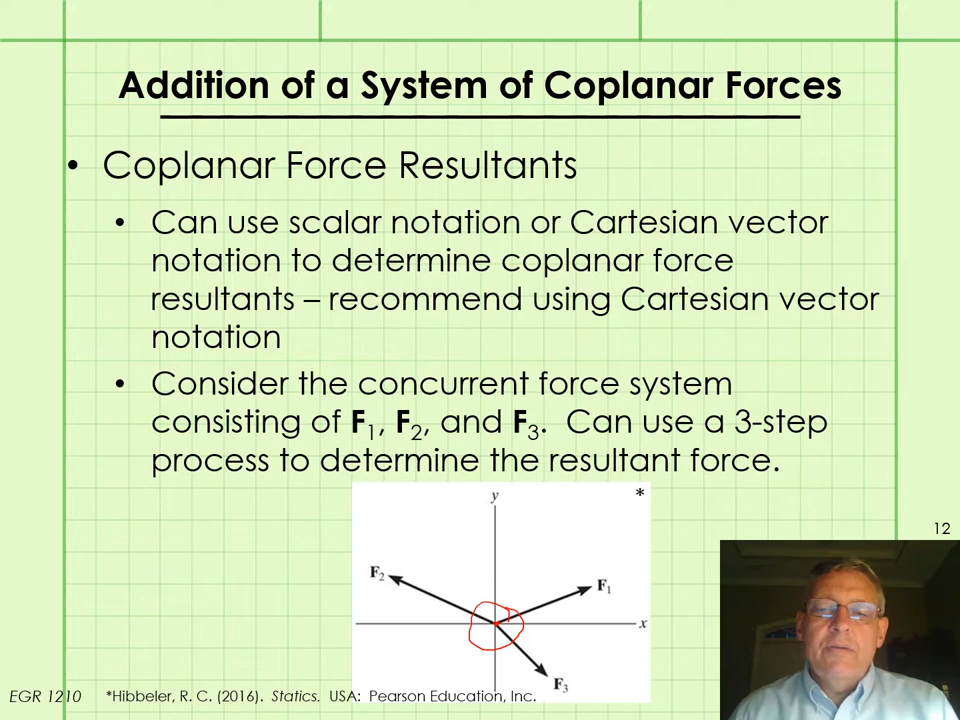 Addition of a System of Coplanar Forces
• Coplanar Force Resultants
• Can use scalar notation or Cartesian vector
notation to determine coplanar force
resultants – recommend using Cartesian vector
notation
• Consider the concurrent force system
consisting of F1, F2, and F3.  Can use a 3-step
process to determine the resultant force.
*
y
F2
F1
x
F3
12
EGR 1210
*Hibbeler, R. C. (2016).  Statics.  USA:  Pearson Education, Inc.